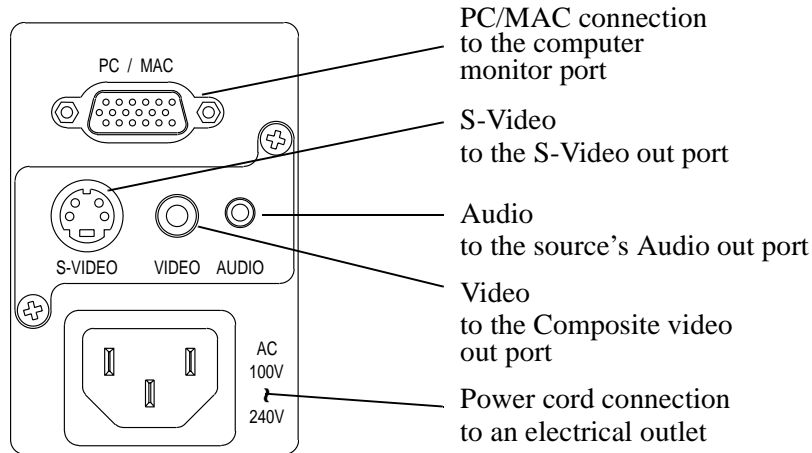 PC/MAC connection
to the computer
monitor port
PC / MAC
S-Video
to the S-Video out port
Audio
to the source's Audio out port
S-VIDEO VIDEO AUDIO
Video
to the Composite video
out port
AC
100V
~
240V
Power cord connection
to an electrical outlet